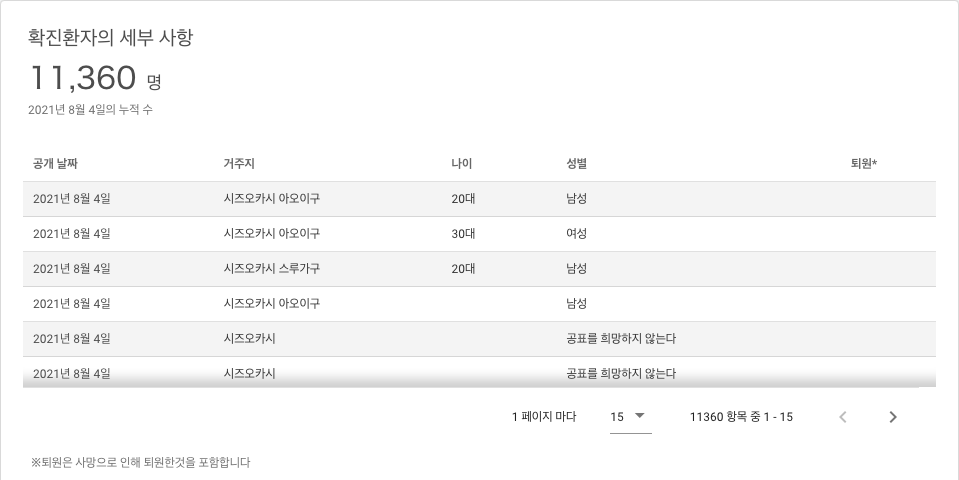 확진환자의 세부 사항
11,360 명
2021년 8월 4일의 누적 수
공개 날짜 거주지 나이 성별 퇴원*
2021년 8월 4일 시즈오카시 아오이구 20대 남성
2021년 8월 4일 시즈오카시 아오이구 30대 여성
2021년 8월 4일 시즈오카시 스루가구 20대 남성
2021년 8월 4일 시즈오카시 아오이구 남성
2021년 8월 4일 시즈오카시 공표를 희망하지 않는다
2021년 8월 4일 시즈오카시 공표를 희망하지 않는다
1 페이지 마다 15 11360 항목 중 1 - 15
※퇴원은 사망으로 인해 퇴원한것을 포함합니다